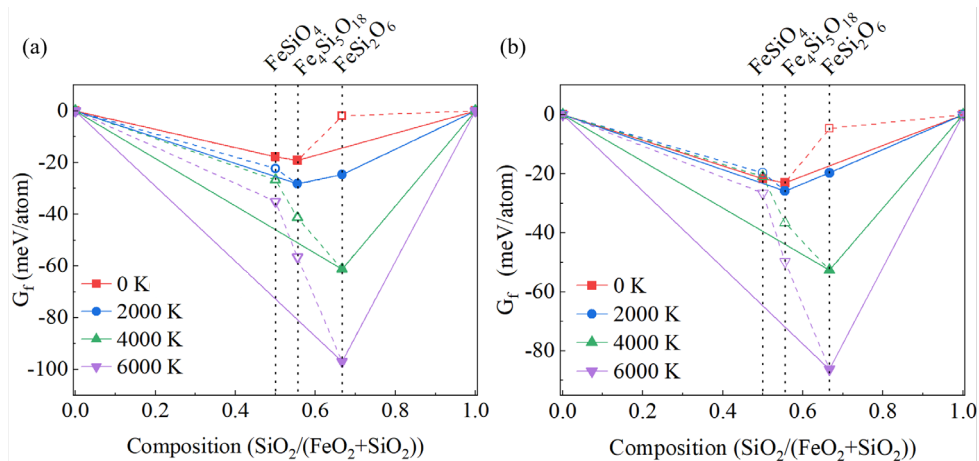 (a)
FeSiO₄
Fe₄Si₅O₁₈
FeSi₂O₆
0
-20
-40
-60
-80
-100
G_f (meV/atom)
0 K
2000 K
4000 K
6000 K
0.0 0.2 0.4 0.6 0.8 1.0
Composition (SiO₂/(FeO₂+SiO₂))
(b)
FeSiO₄
Fe₄Si₅O₁₈
FeSi₂O₆
0
-20
-40
-60
-80
G_f (meV/atom)
0 K
2000 K
4000 K
6000 K
0.0 0.2 0.4 0.6 0.8 1.0
Composition (SiO₂/(FeO₂+SiO₂))